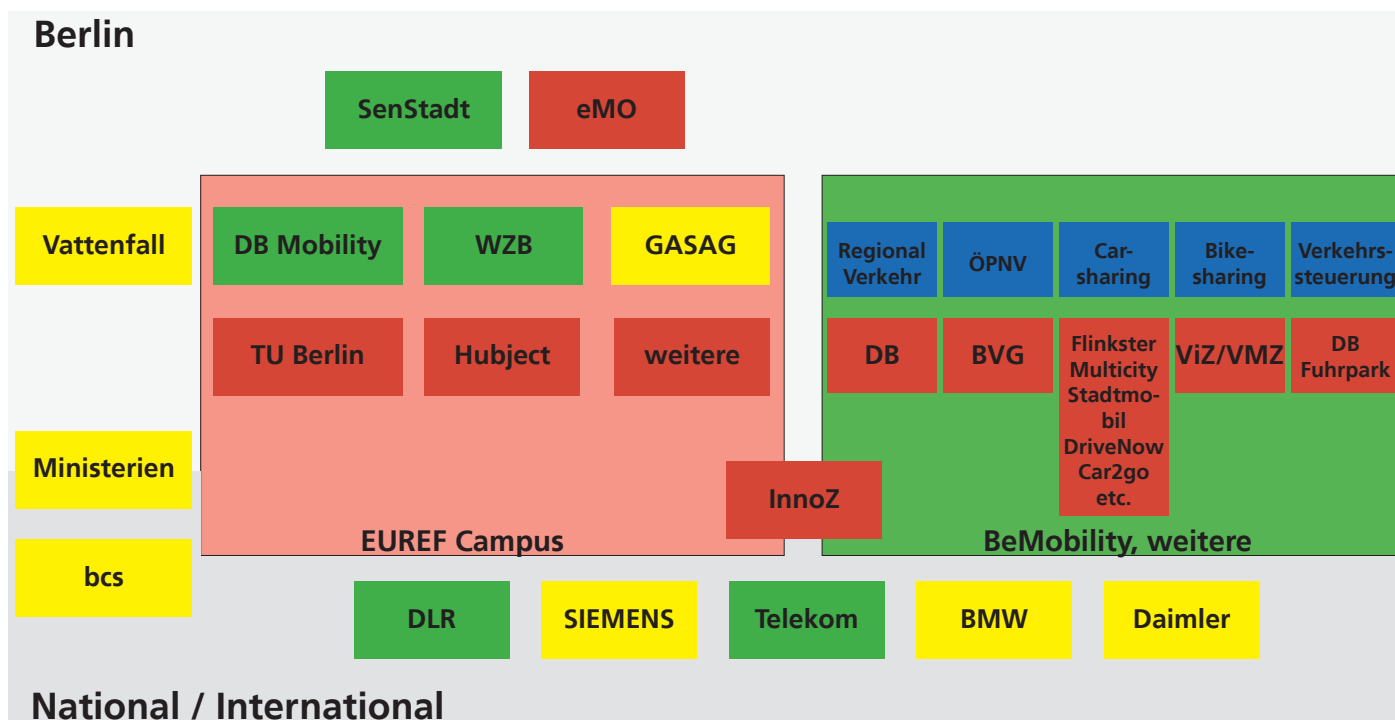 Berlin
SenStadt
eMO
Vattenfall
DB Mobility
WZB
GASAG
Regional
Verkehr
ÖPNV
Car-
sharing
Bike-
sharing
Verkehrs-
steuerung
TU Berlin
Hubject
weitere
DB
BVG
Flinkster
Multicity
Stadtmo-
bil
DriveNow
Car2go
etc.
ViZ/VMZ
DB
Fuhrpark
Ministerien
InnoZ
EUREF Campus
BeMobility, weitere
bcs
DLR
SIEMENS
Telekom
BMW
Daimler
National / International